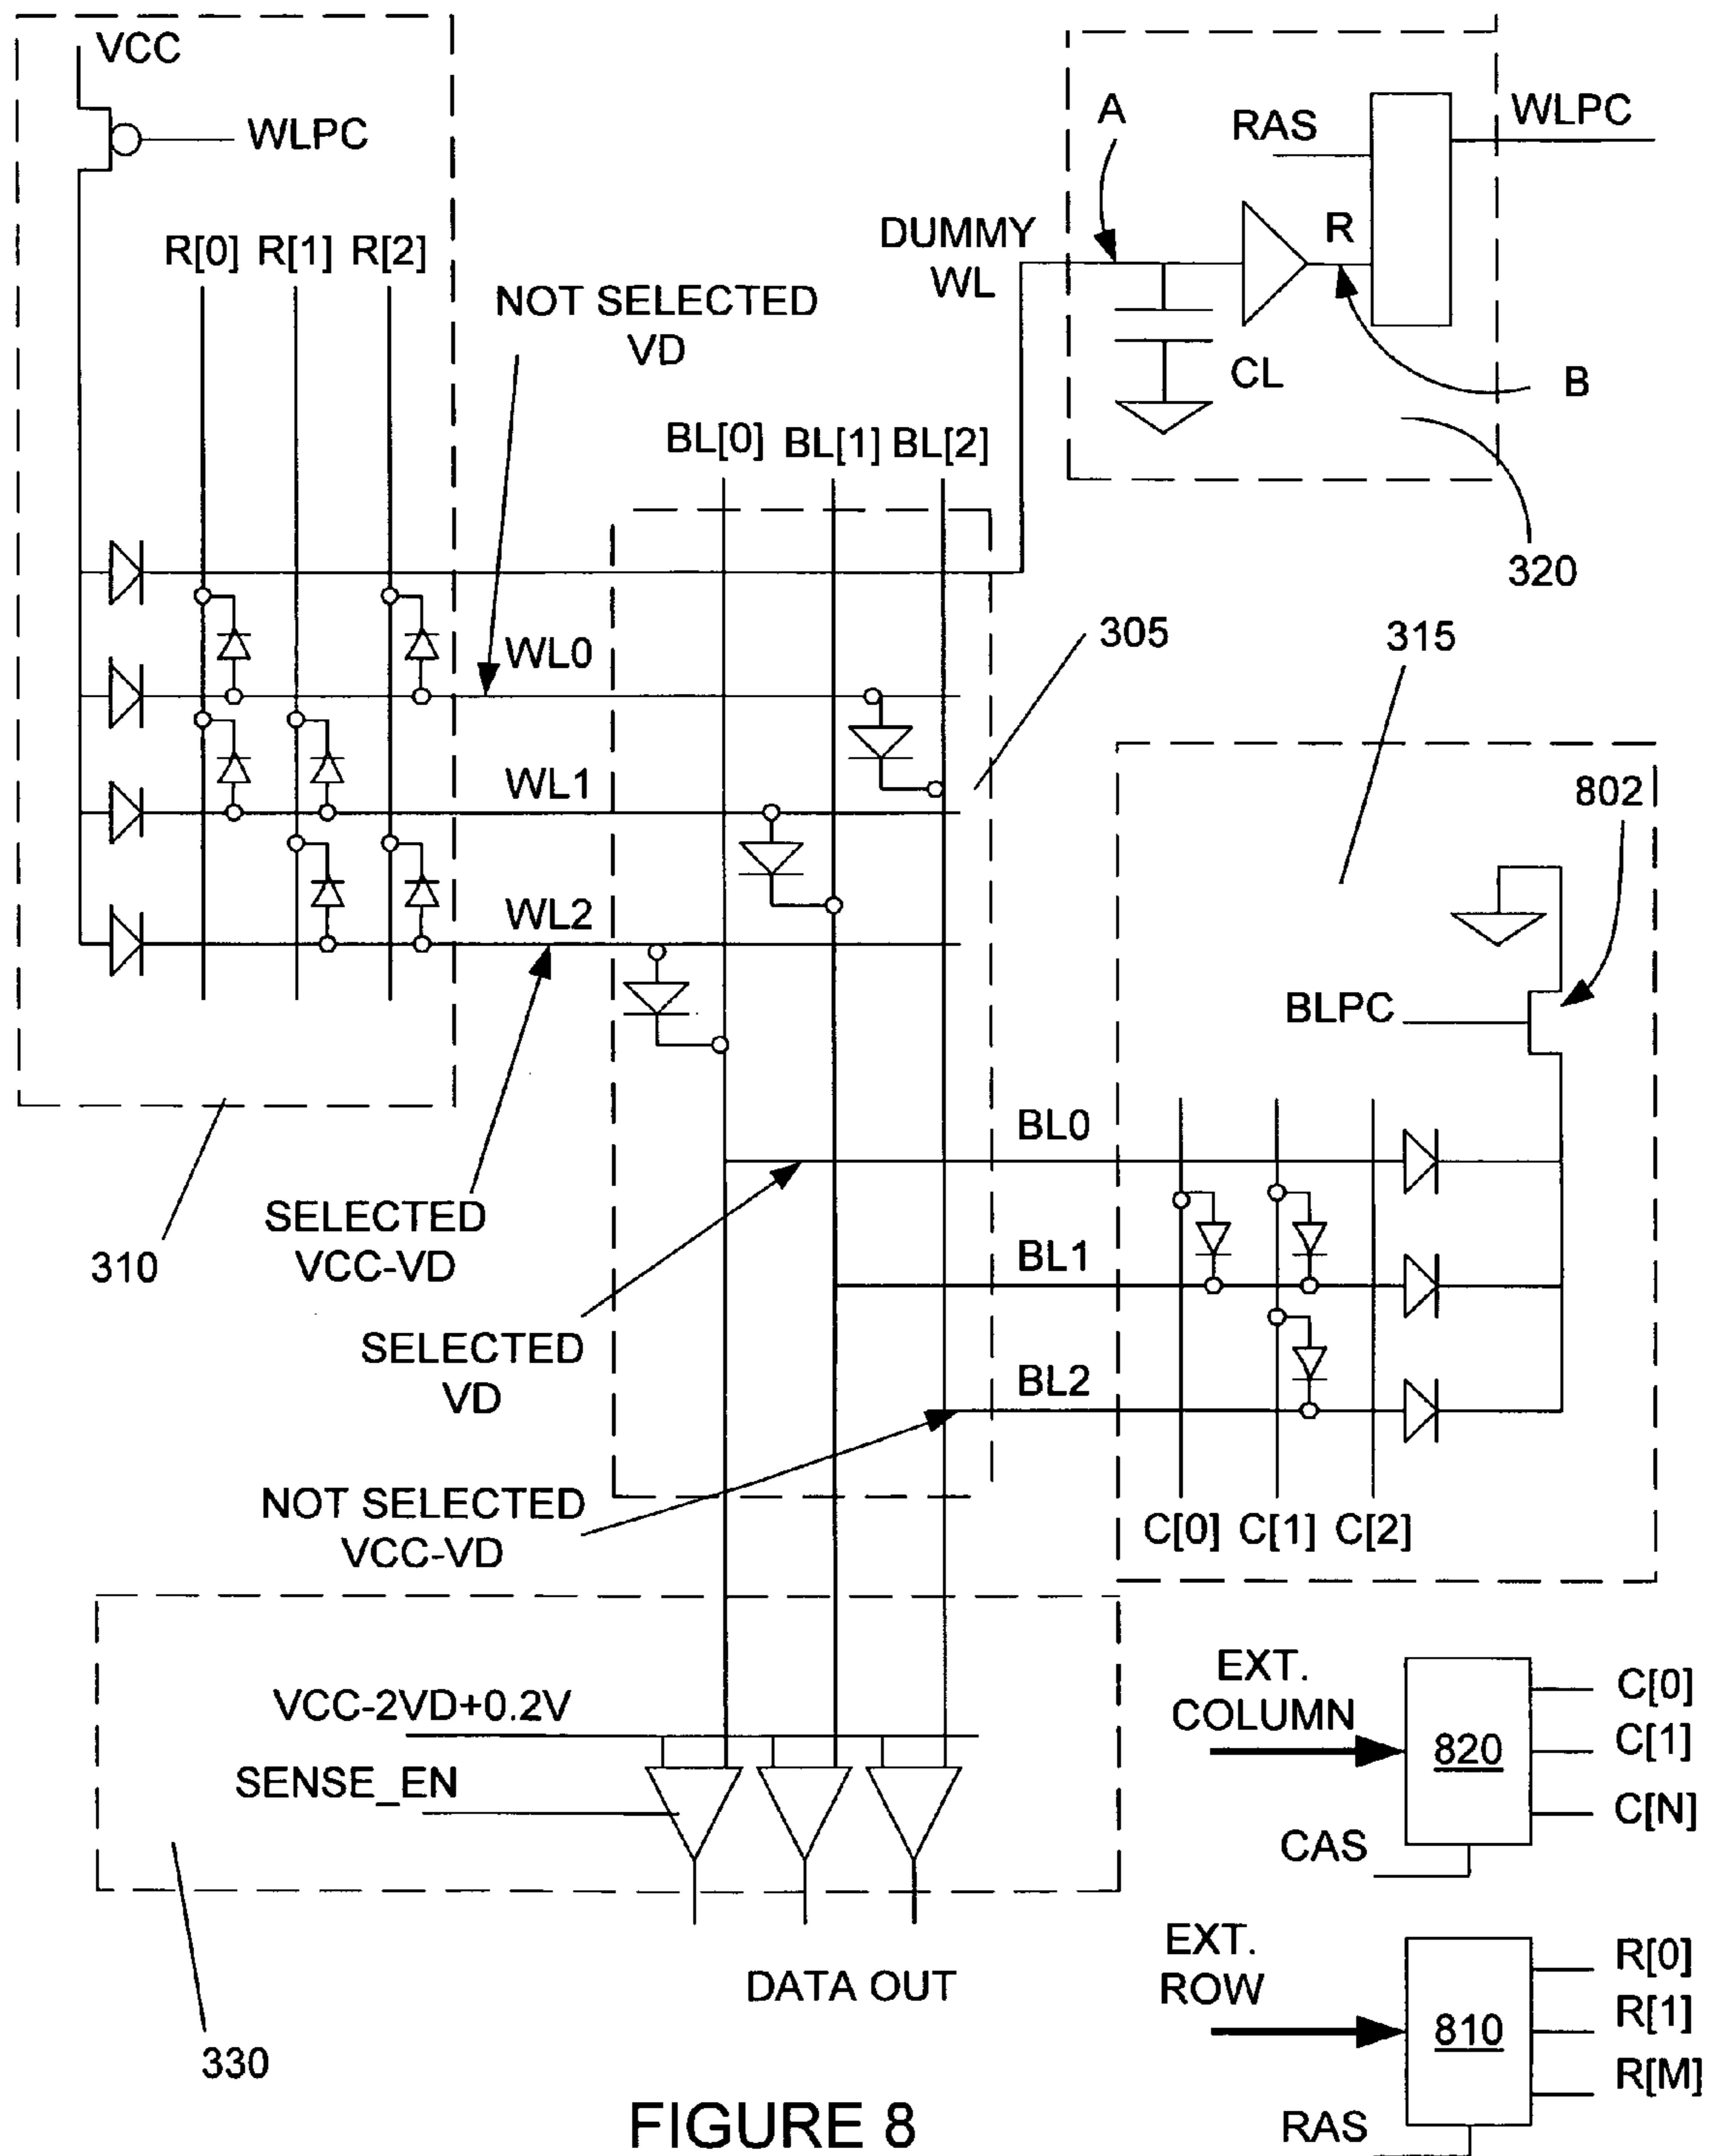 VCC
WLPC
R[0] R[1] R[2]
NOT SELECTED
VD
A
RAS
WLPC
DUMMY
WL
R
CL
B
320
BL[0] BL[1] BL[2]
WL0
WL1
WL2
305
315
802
BLPC
310
SELECTED
VCC-VD
SELECTED
VD
NOT SELECTED
VCC-VD
BL0
BL1
BL2
C[0] C[1] C[2]
VCC-2VD+0.2V
SENSE_EN
DATA OUT
330
EXT.
COLUMN
820
C[0]
C[1]
C[N]
CAS
EXT.
ROW
810
R[0]
R[1]
R[M]
RAS
FIGURE 8